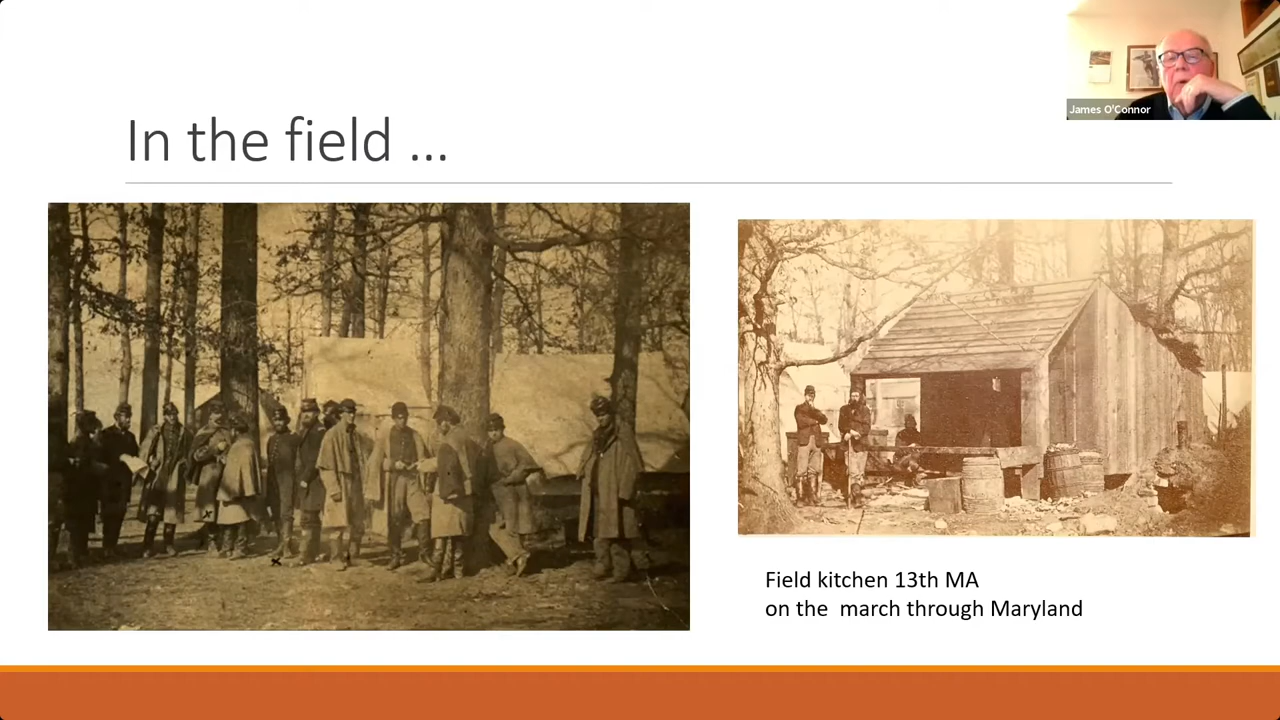 James O'Connor
In the field ...
Field kitchen 13th MA
on the march through Maryland